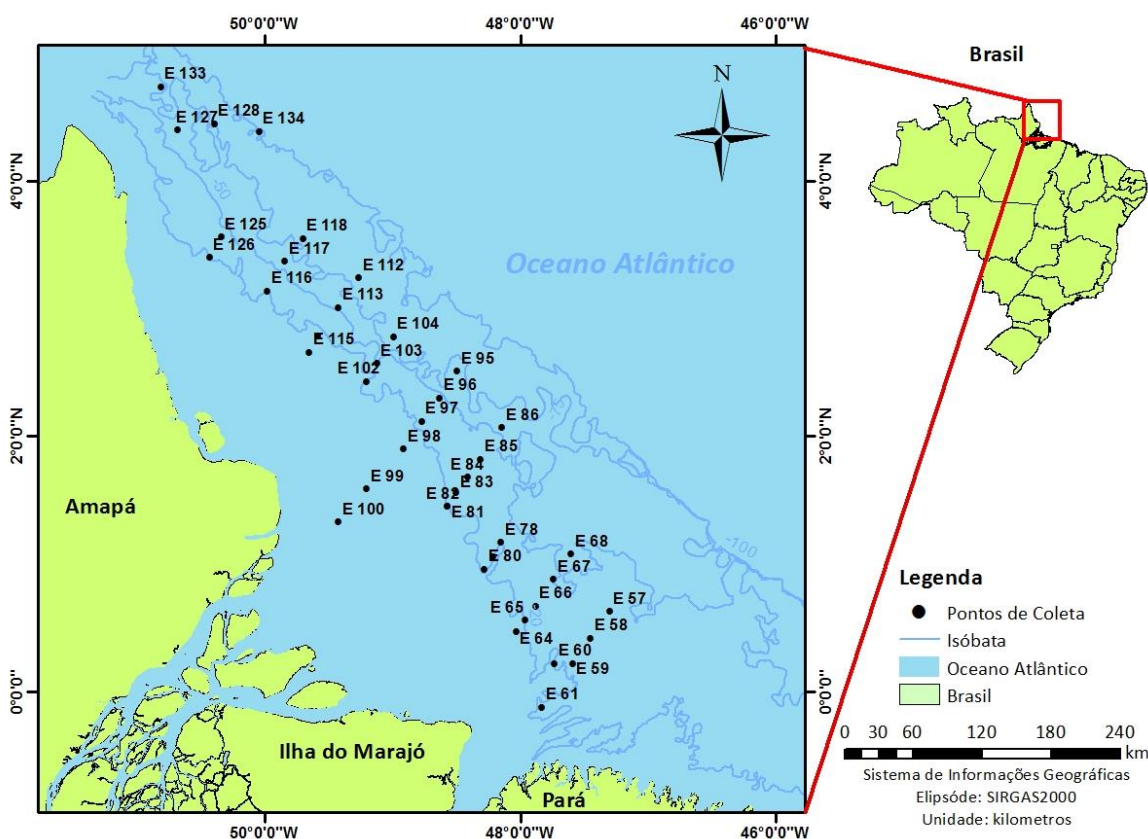 50°0'0"W
48°0'0"W
46°0'0"W
Brasil
N
E 133
E 128
E 127
E 134
4°0'0"N
4°0'0"N
-50
E 125
E 118
E 126
E 117
Oceano Atlântico
E 116
E 112
E 113
E 104
E 115
E 103
E 95
E 102
E 96
E 97
E 86
2°0'0"N
2°0'0"N
E 98
E 85
E 84
E 99
E 83
E 82
Amapá
E 100
E 81
E 78
-100
E 68
E 80
E 67
Legenda
E 66
E 57
Pontos de Coleta
E 65
E 58
Isóbata
E 64
E 60
Oceano Atlântico
E 59
Brasil
0°0'0"N
0°0'0"N
E 61
Ilha do Marajó
0 30 60 120 180 240
km
Sistema de Informações Geográficas
Pará
Elipsóde: SIRGAS2000
Unidade: kilometros
50°0'0"W
48°0'0"W
46°0'0"W